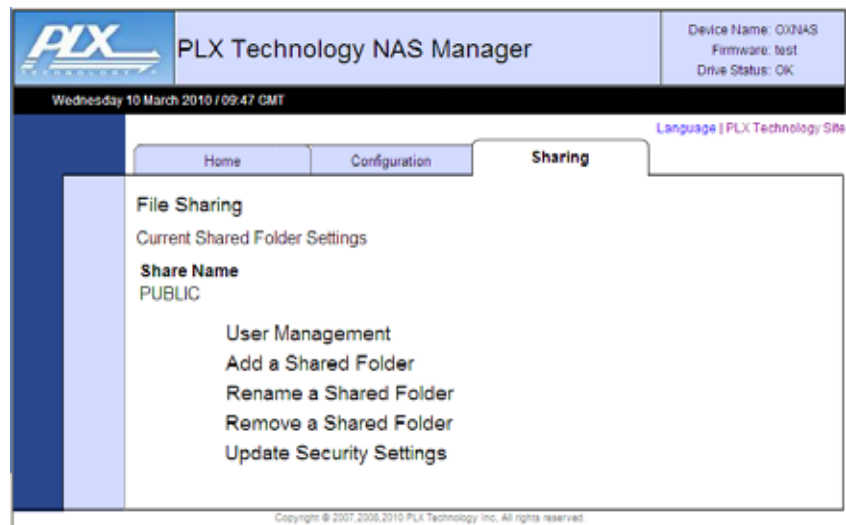 PLX
TECHNOLOGY
PLX Technology NAS Manager
Device Name: OXNAS
Firmware: test
Drive Status: OK
Wednesday 10 March 2010 / 09:47 GMT
Language | PLX Technology Site
Home
Configuration
Sharing
File Sharing
Current Shared Folder Settings
Share Name
PUBLIC
User Management
Add a Shared Folder
Rename a Shared Folder
Remove a Shared Folder
Update Security Settings
Copyright © 2007,2008,2010 PLX Technology Inc, All rights reserved.